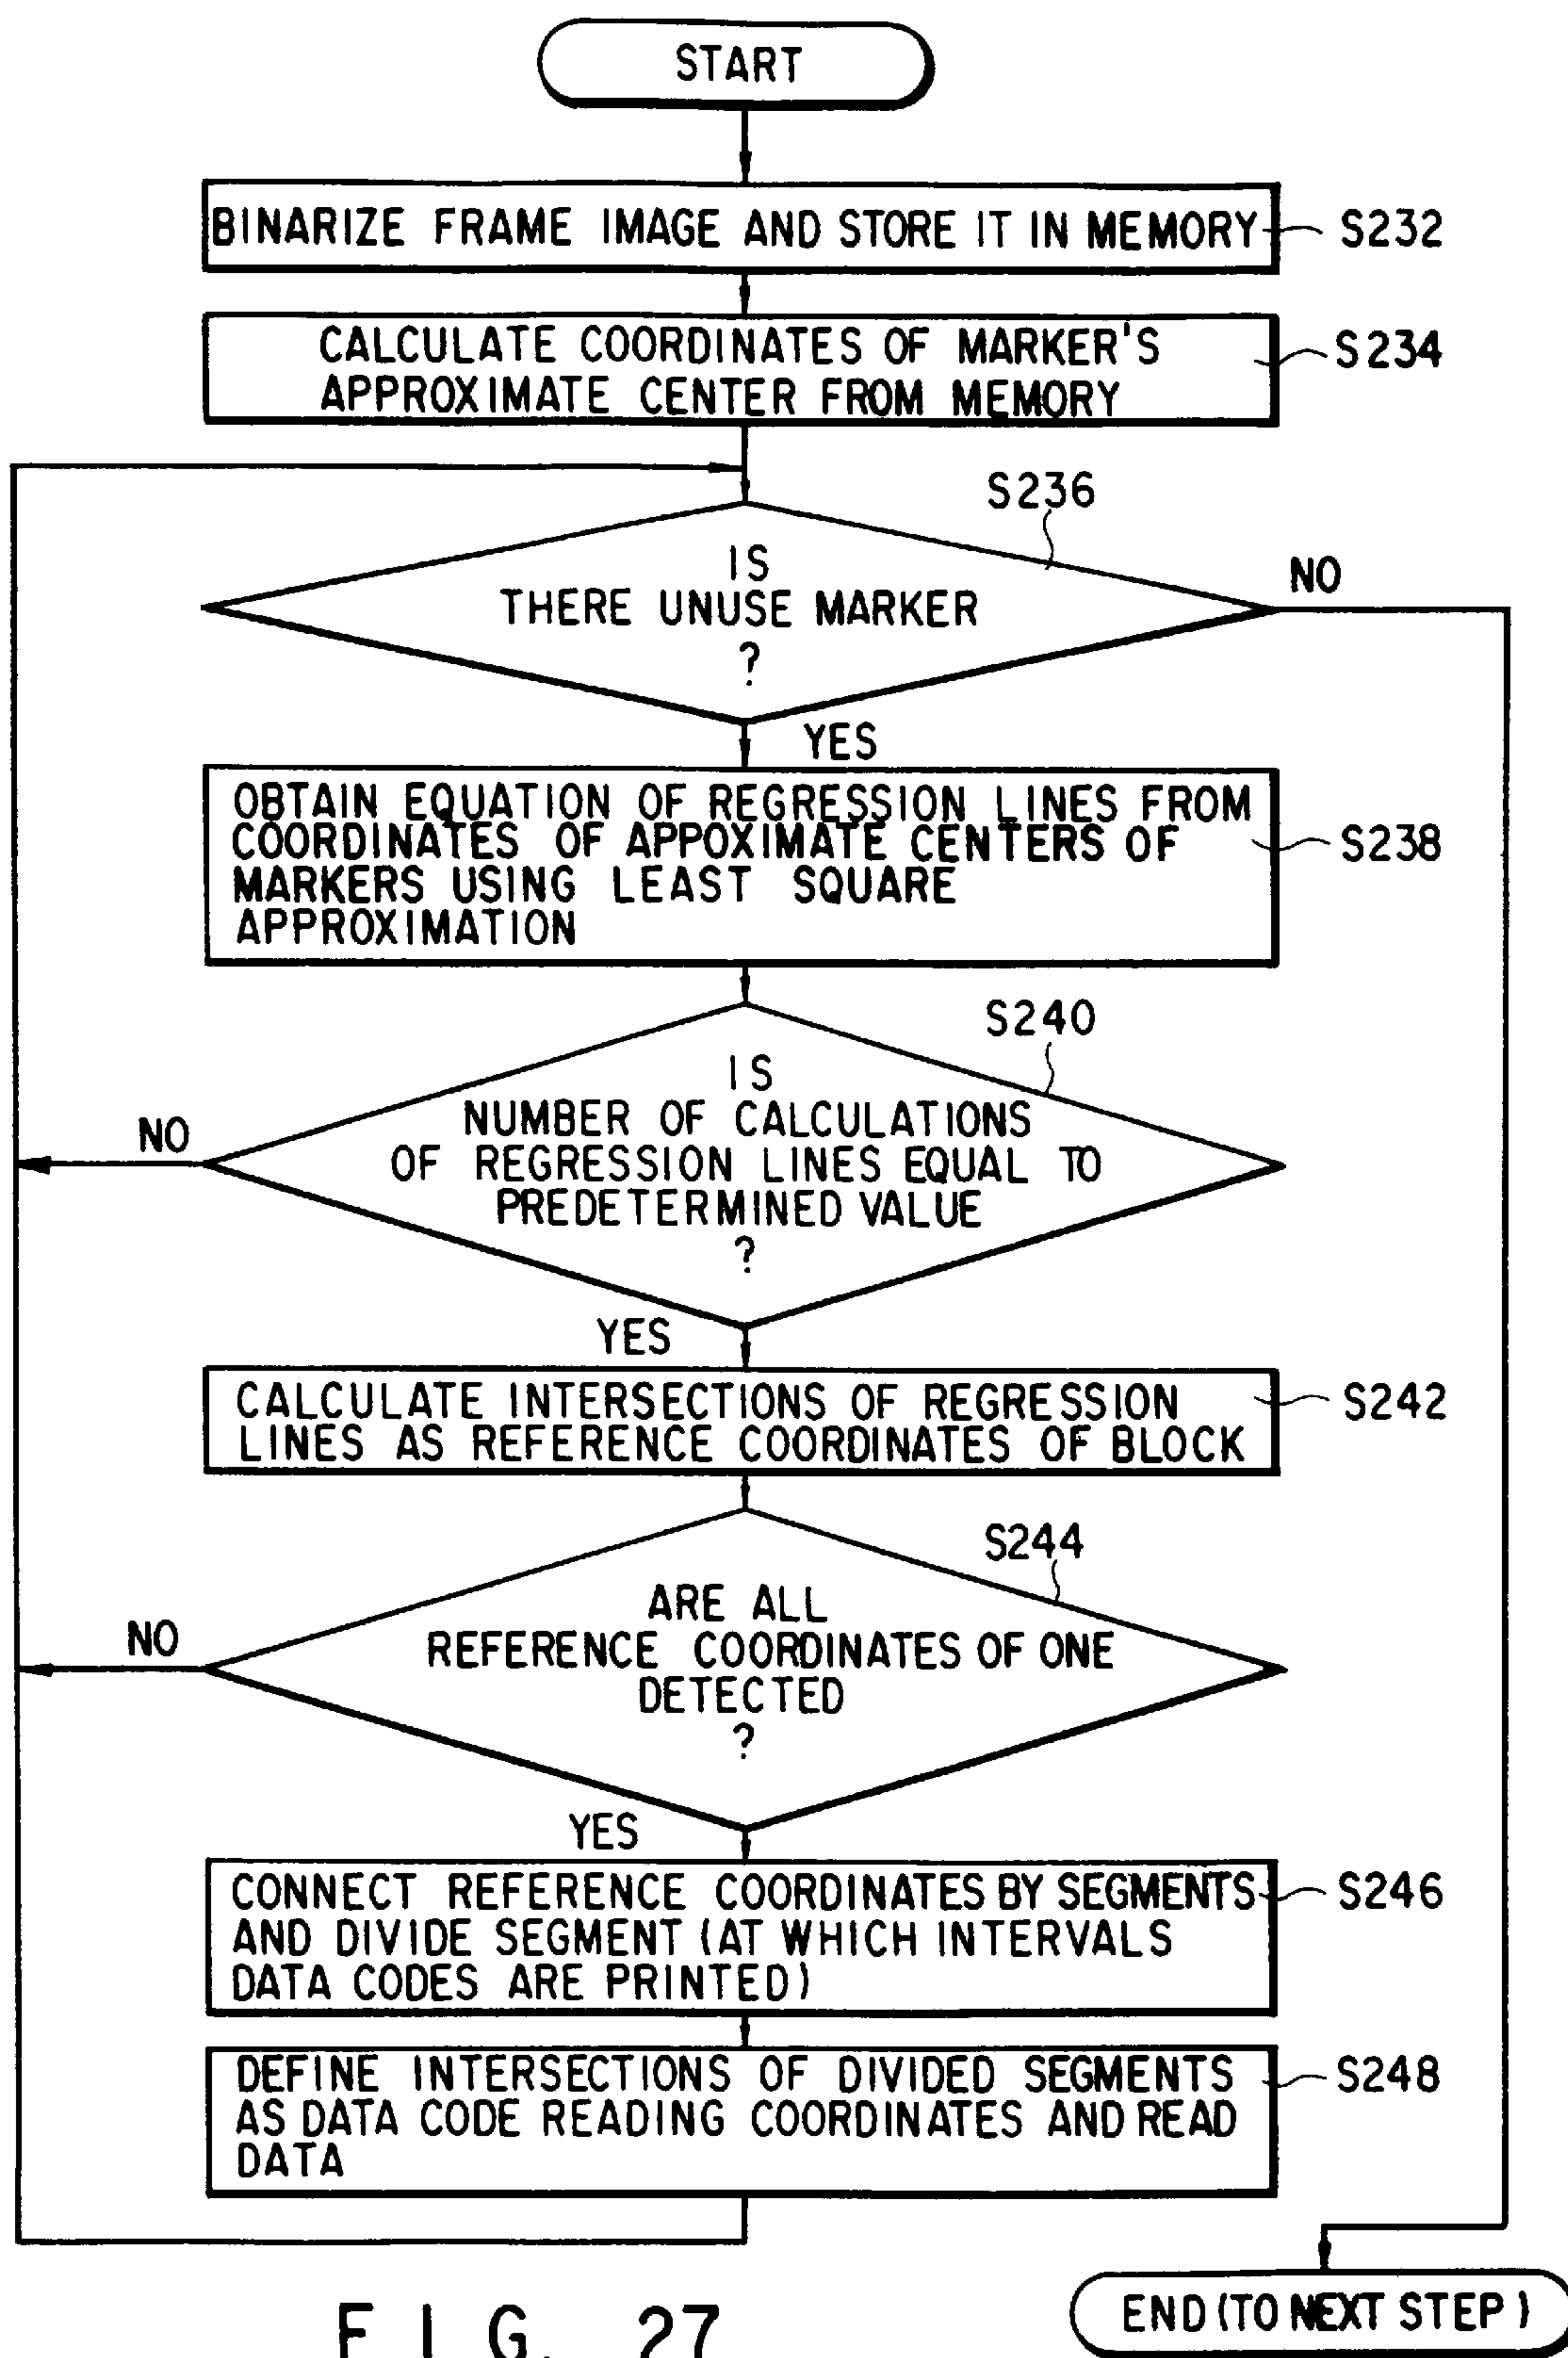 START
BINARIZE FRAME IMAGE AND STORE IT IN MEMORY
S232
CALCULATE COORDINATES OF MARKER'S
APPROXIMATE CENTER FROM MEMORY
S234
S236
IS
THERE UNUSE MARKER
?
NO
YES
OBTAIN EQUATION OF REGRESSION LINES FROM
COORDINATES OF APPOXIMATE CENTERS OF
MARKERS USING LEAST SQUARE
APPROXIMATION
S238
S240
IS
NUMBER OF CALCULATIONS
OF REGRESSION LINES EQUAL TO
PREDETERMINED VALUE
?
NO
YES
CALCULATE INTERSECTIONS OF REGRESSION
LINES AS REFERENCE COORDINATES OF BLOCK
S242
S244
ARE ALL
REFERENCE COORDINATES OF ONE
DETECTED
?
NO
YES
CONNECT REFERENCE COORDINATES BY SEGMENTS
AND DIVIDE SEGMENT (AT WHICH INTERVALS
DATA CODES ARE PRINTED)
S246
DEFINE INTERSECTIONS OF DIVIDED SEGMENTS
AS DATA CODE READING COORDINATES AND READ
DATA
S248
END (TO NEXT STEP)
FIG. 27